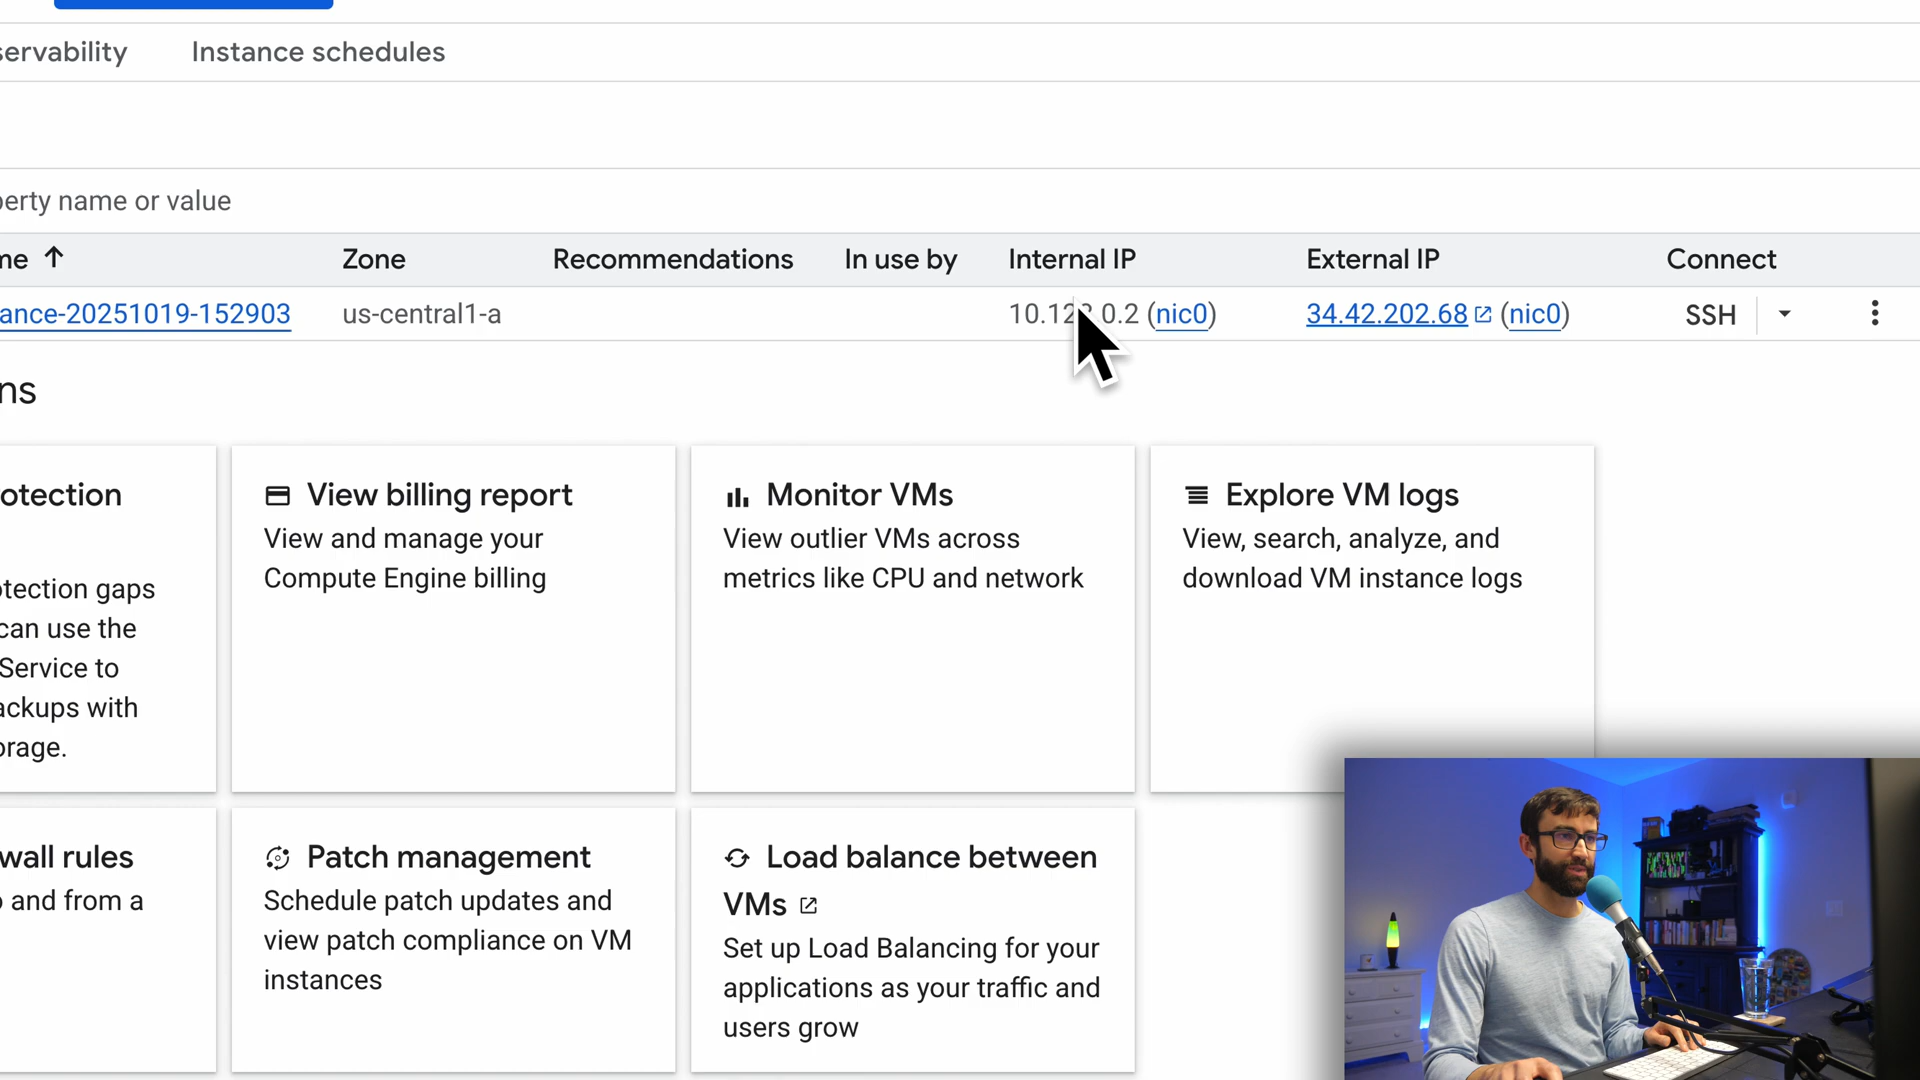 servability Instance schedules
perty name or value
me Zone Recommendations In use by Internal IP External IP Connect
ance-20251019-152903 us-central1-a 0.2 (nic0) 34.42.202.68 (nic0) SSH
ns
otection
otection gaps
can use the
Service to
ackups with
orage.
View billing report
View and manage your
Compute Engine billing
Monitor VMs
View outlier VMs across
metrics like CPU and network
Explore VM logs
View, search, analyze, and
download VM instance logs
wall rules
o and from a
Patch management
Schedule patch updates and
view patch compliance on VM
instances
Load balance between
VMs
Set up Load Balancing for your
applications as your traffic and
users grow